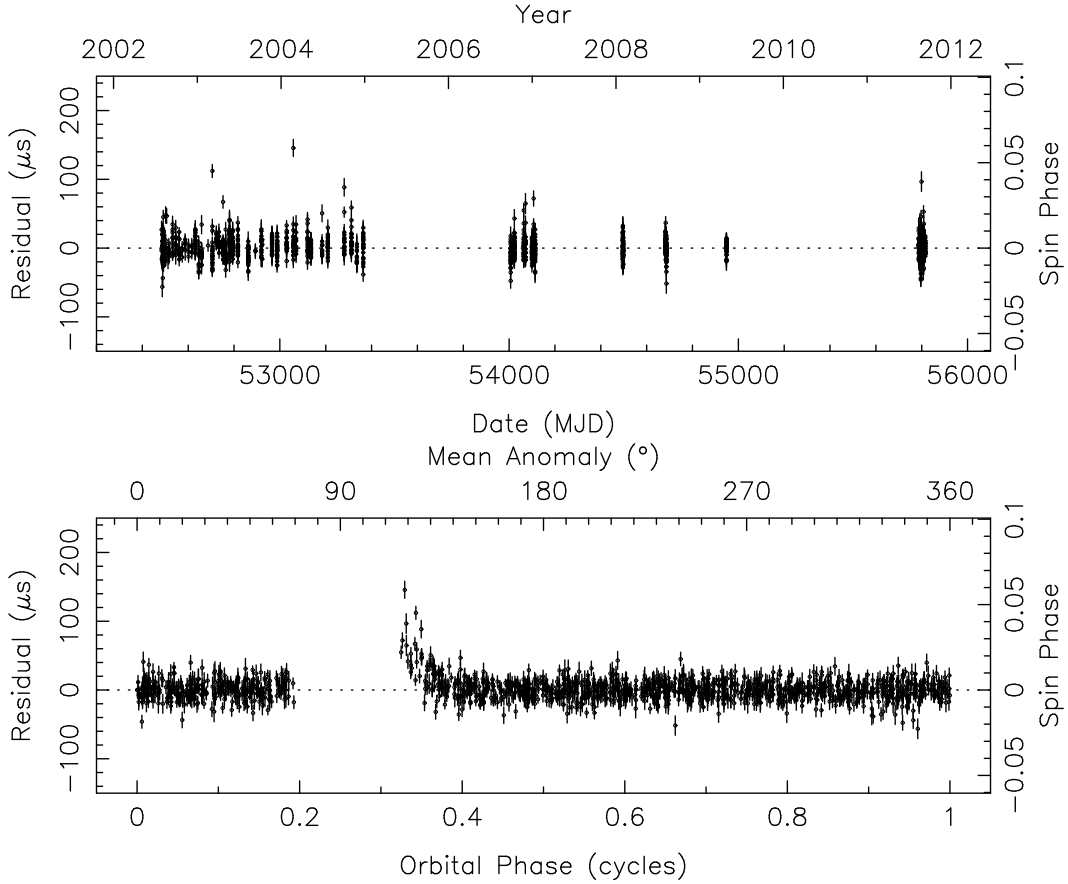 Year
2002 2004 2006 2008 2010 2012
Residual (μs)
200
100
0
−100
0.1
0.05
0
−0.05
Spin Phase
53000 54000 55000 56000
Date (MJD)
Mean Anomaly (°)
0 90 180 270 360
Residual (μs)
200
100
0
−100
0.1
0.05
0
−0.05
Spin Phase
0 0.2 0.4 0.6 0.8 1
Orbital Phase (cycles)